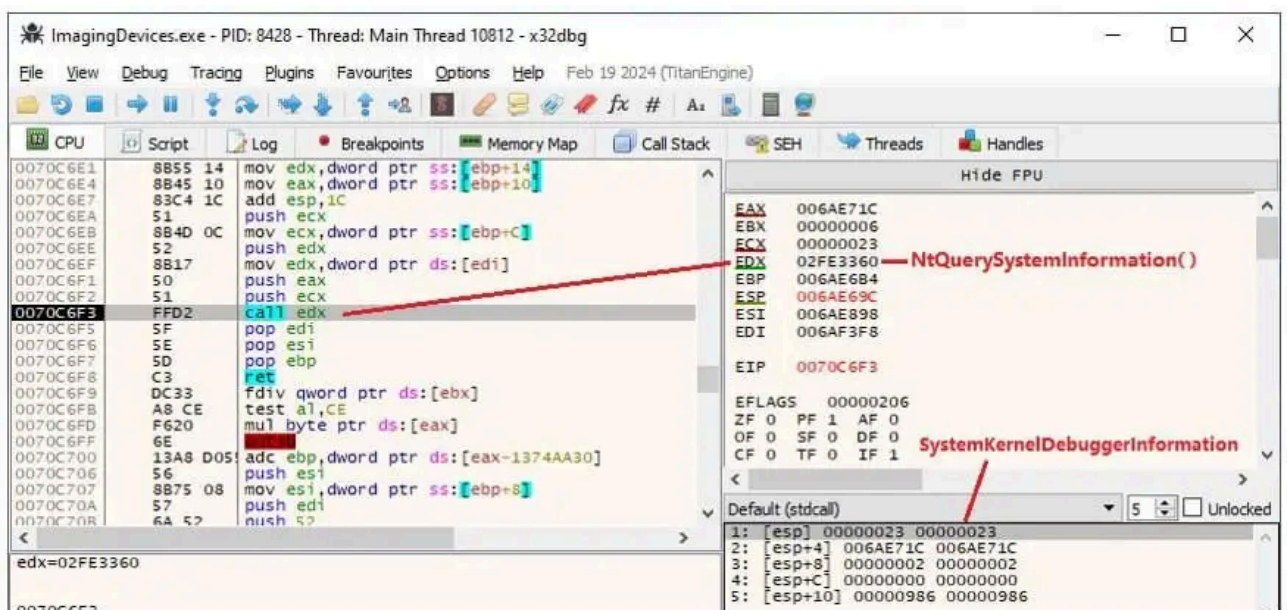 ImagingDevices.exe - PID: 8428 - Thread: Main Thread 10812 - x32dbg
File View Debug Tracing Plugins Favourites Options Help Feb 19 2024 (TitanEngine)
CPU Script Log Breakpoints Memory Map Call Stack SEH Threads Handles
0070C6E1 8B55 14 mov edx,dword ptr ss:[ebp+14]
0070C6E4 8B45 10 mov eax,dword ptr ss:[ebp+10]
0070C6E7 83C4 1C add esp,1C
0070C6EA 51 push ecx
0070C6EB 8B4D 0C mov ecx,dword ptr ss:[ebp+C]
0070C6EE 52 push edx
0070C6EF 8B17 mov edx,dword ptr ds:[edi]
0070C6F1 50 push eax
0070C6F2 51 push ecx
0070C6F3 FFD2 call edx
0070C6F5 5F pop edi
0070C6F6 5E pop esi
0070C6F7 5D pop ebp
0070C6F8 C3 ret
0070C6F9 DC33 fdiv qword ptr ds:[ebx]
0070C6FB A8 CE test al,CE
0070C6FD F620 mul byte ptr ds:[eax]
0070C6FF 6E
0070C700 13A8 D055 adc ebp,dword ptr ds:[eax-1374AA30]
0070C706 56 push esi
0070C707 8B75 08 mov esi,dword ptr ss:[ebp+8]
0070C70A 57 push edi
0070C70B 6A 52 push 52
edx=02FE3360
0070C6F3
Hide FPU
EAX 006AE71C
EBX 00000006
ECX 00000023
EDX 02FE3360 NtQuerySystemInformation()
EBP 006AE6B4
ESP 006AE69C
ESI 006AE898
EDI 006AF3F8
EIP 0070C6F3
EFLAGS 00000206
ZF 0 PF 1 AF 0
OF 0 SF 0 DF 0
CF 0 TF 0 IF 1
SystemKernelDebuggerInformation
Default (stdcall) 5 Unlocked
1: [esp] 00000023 00000023
2: [esp+4] 006AE71C 006AE71C
3: [esp+8] 00000002 00000002
4: [esp+C] 00000000 00000000
5: [esp+10] 00000986 00000986